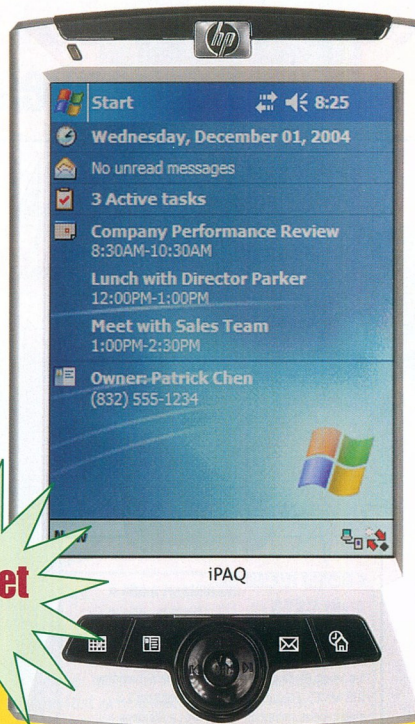 hp
Start 8:25
Wednesday, December 01, 2004
No unread messages
3 Active tasks
Company Performance Review
8:30AM-10:30AM
Lunch with Director Parker
12:00PM-1:00PM
Meet with Sales Team
1:00PM-2:30PM
Owner: Patrick Chen
(832) 555-1234
iPAQ